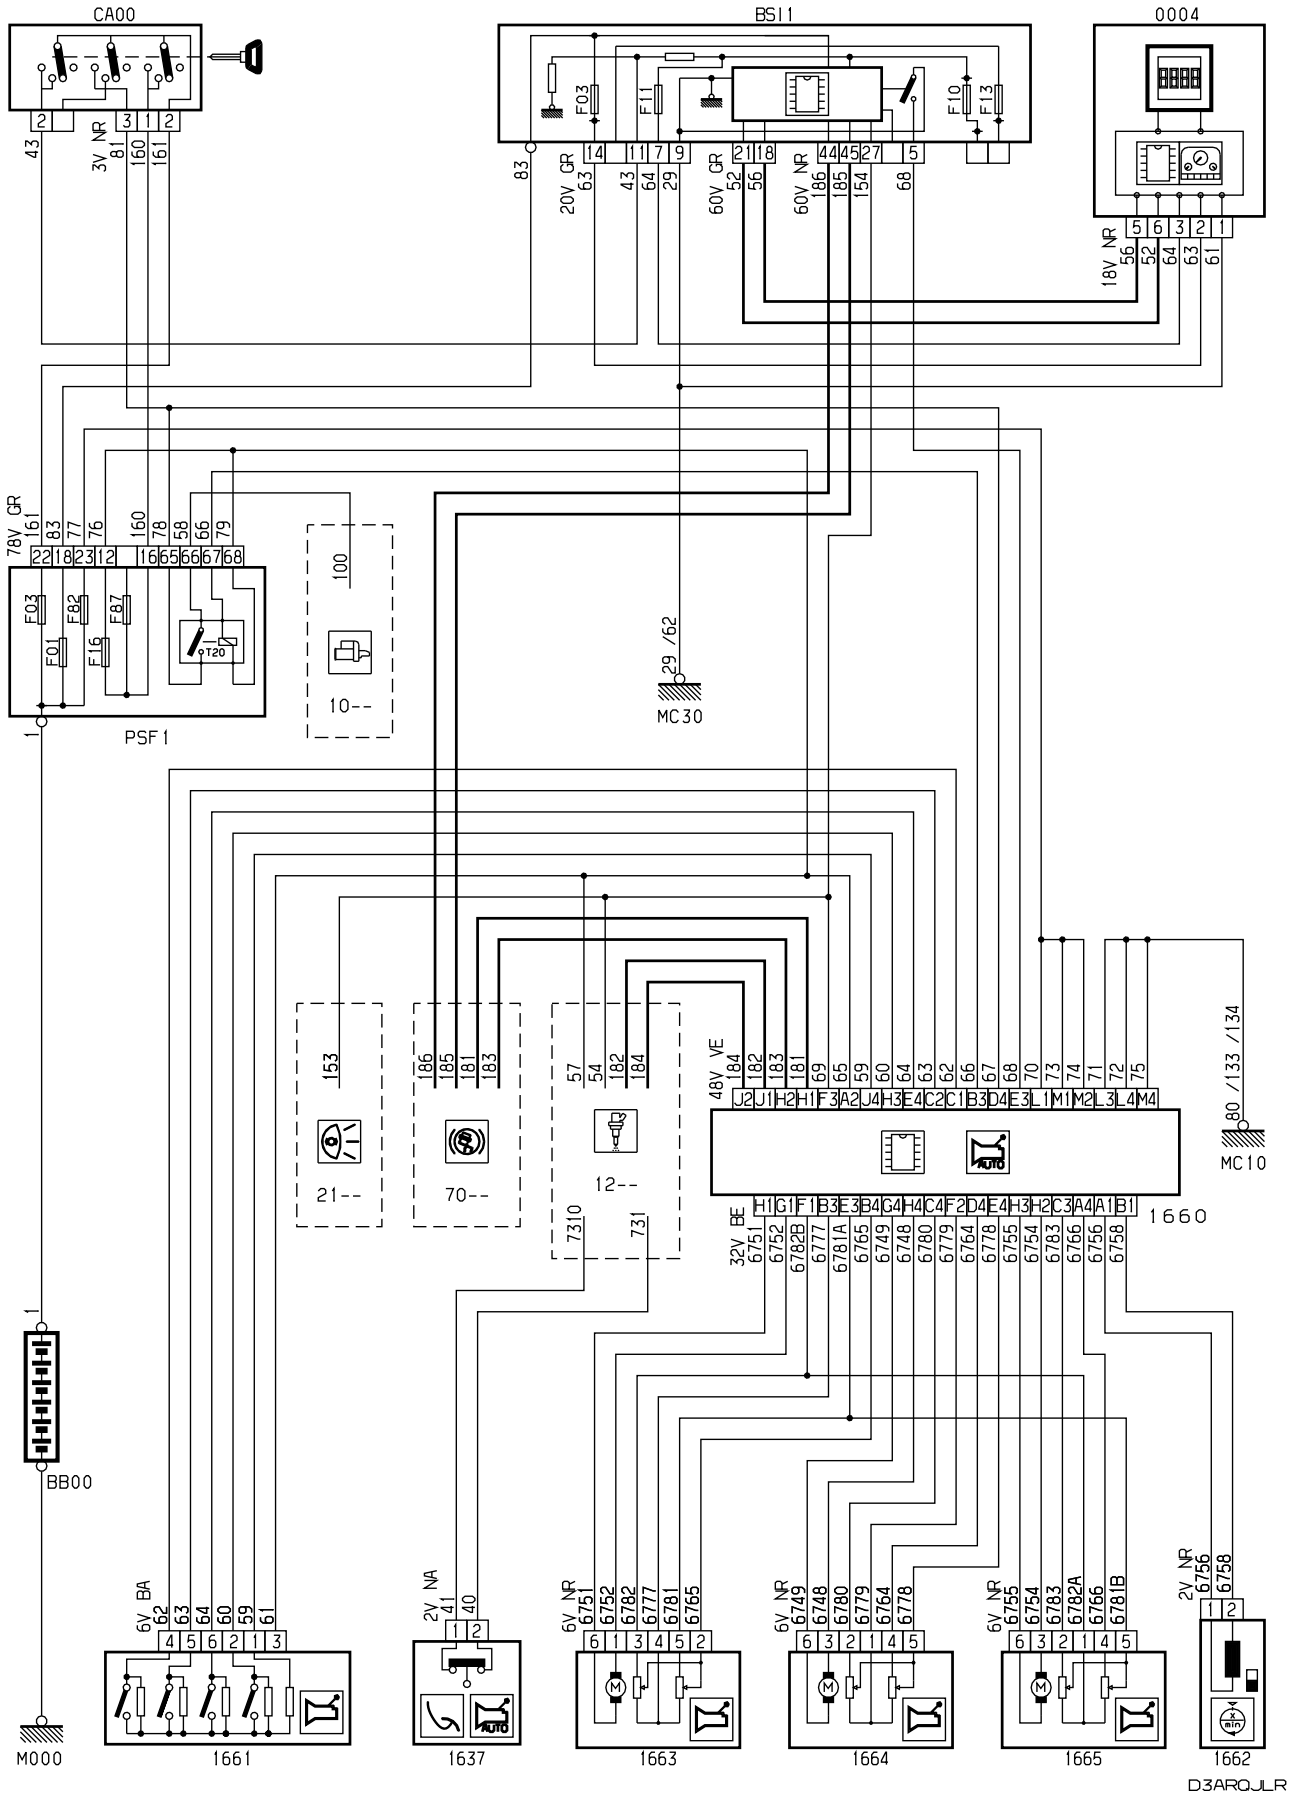 CA00 BSI1 0004
F03 F11 F10 F13
2 3 1 2
14 11 7 9 21 18 44 45 27 5
43 3V NR 81 160 161
83 20V GR 63 43 64 29 60V GR 52 56 60V NR 186 185 154 68
5 6 3 2 1
18V NR 56 52 64 63 61
78V GR 161 83 77 76 160 78 58 66 79
22 18 23 12 16 65 66 67 68
F03 F01 F82 F16 F87
T20
PSF1
1
100
10--
29 /62
MC30
153
21--
186 185 181 183
70--
57 54 182 184
12--
7310 731
48V VE 184 182 183 181 69 65 59 60 64 63 62 66 67 68 70 73 74 71 72 75
J2 J1 H2 H1 F3 A2 J4 H3 E4 C2 C1 B3 D4 E3 L1 M1 M2 L3 L4 M4
AUTO
80 /133 /134
MC10
H1 G1 F1 B3 E3 B4 G4 H4 C4 F2 D4 E4 H3 H2 C3 A4 A1 B1
1660
32V BE 6751 6752 6782B 6777 6781A 6765 6749 6748 6780 6779 6764 6778 6755 6754 6783 6766 6756 6758
1
BB00
M000
6V BA 62 63 64 60 59 61
4 5 6 2 1 3
1661
2V NA 41 40
1 2
AUTO
1637
6V NR 6751 6752 6782 6777 6781 6765
6 1 3 4 5 2
M
1663
6V NR 6749 6748 6780 6779 6764 6778
6 3 2 1 4 5
M
1664
6V NR 6755 6754 6783 6782A 6766 6781B
6 3 2 1 4 5
M
1665
2V NR 6756 6758
1 2
x
min
1662
D3ARQJLR